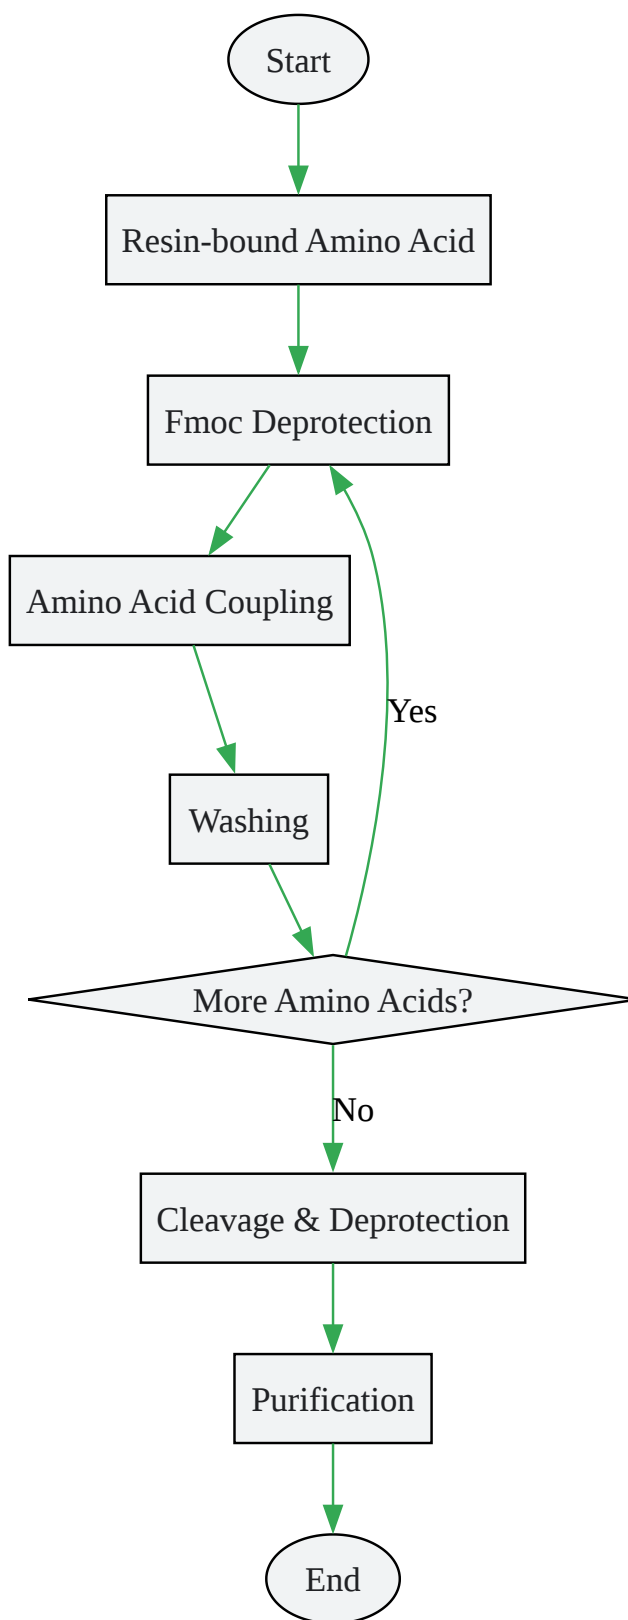 Start
Resin-bound Amino Acid
Fmoc Deprotection
Amino Acid Coupling
Yes
Washing
More Amino Acids?
No
Cleavage & Deprotection
Purification
End